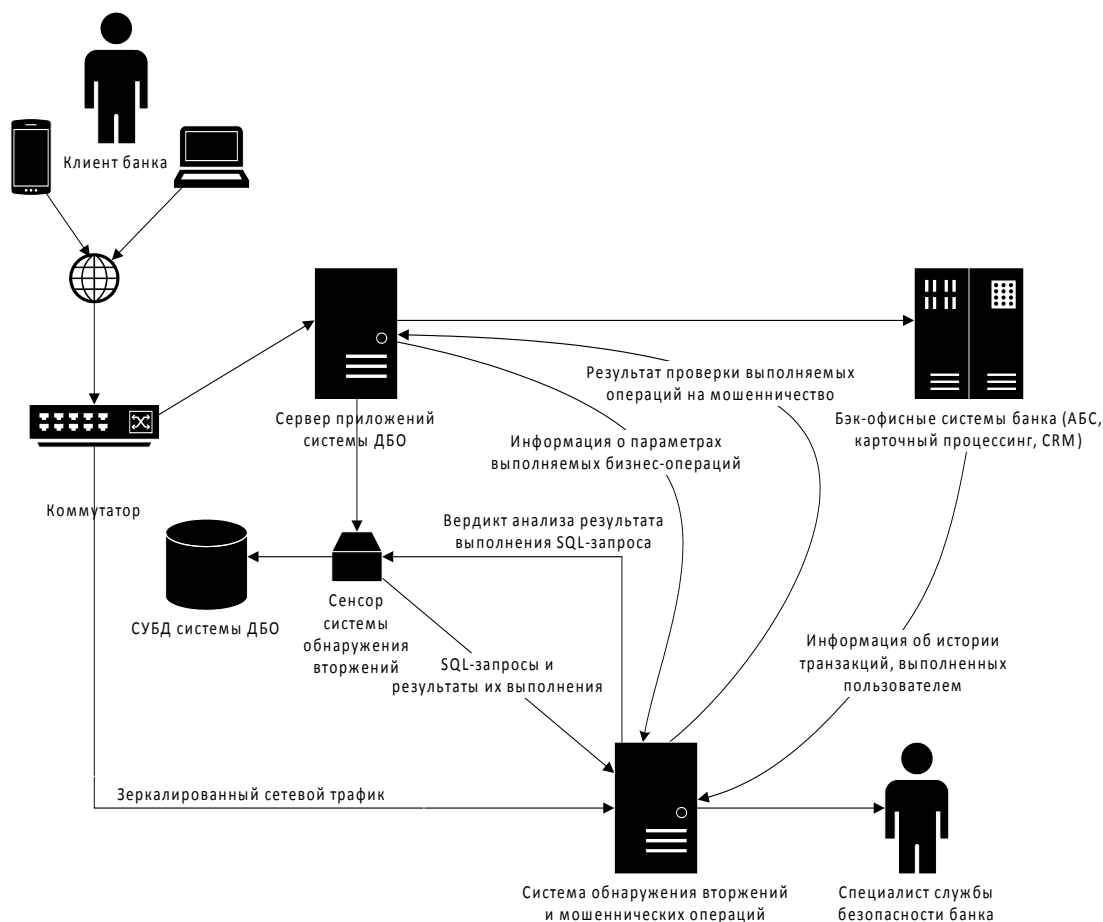 Клиент банка
Сервер приложений
системы ДБО
Результат проверки выполняемых
операций на мошенничество
Бэк-офисные системы банка (АБС,
карточный процессинг, CRM)
Информация о параметрах
выполняемых бизнес-операций
Коммутатор
Вердикт анализа результата
выполнения SQL-запроса
СУБД системы ДБО
Сенсор
системы
обнаружения
вторжений
SQL-запросы и
результаты их выполнения
Информация об истории
транзакций, выполненных
пользователем
Зеркалированный сетевой трафик
Система обнаружения вторжений
и мошеннических операций
Специалист службы
безопасности банка